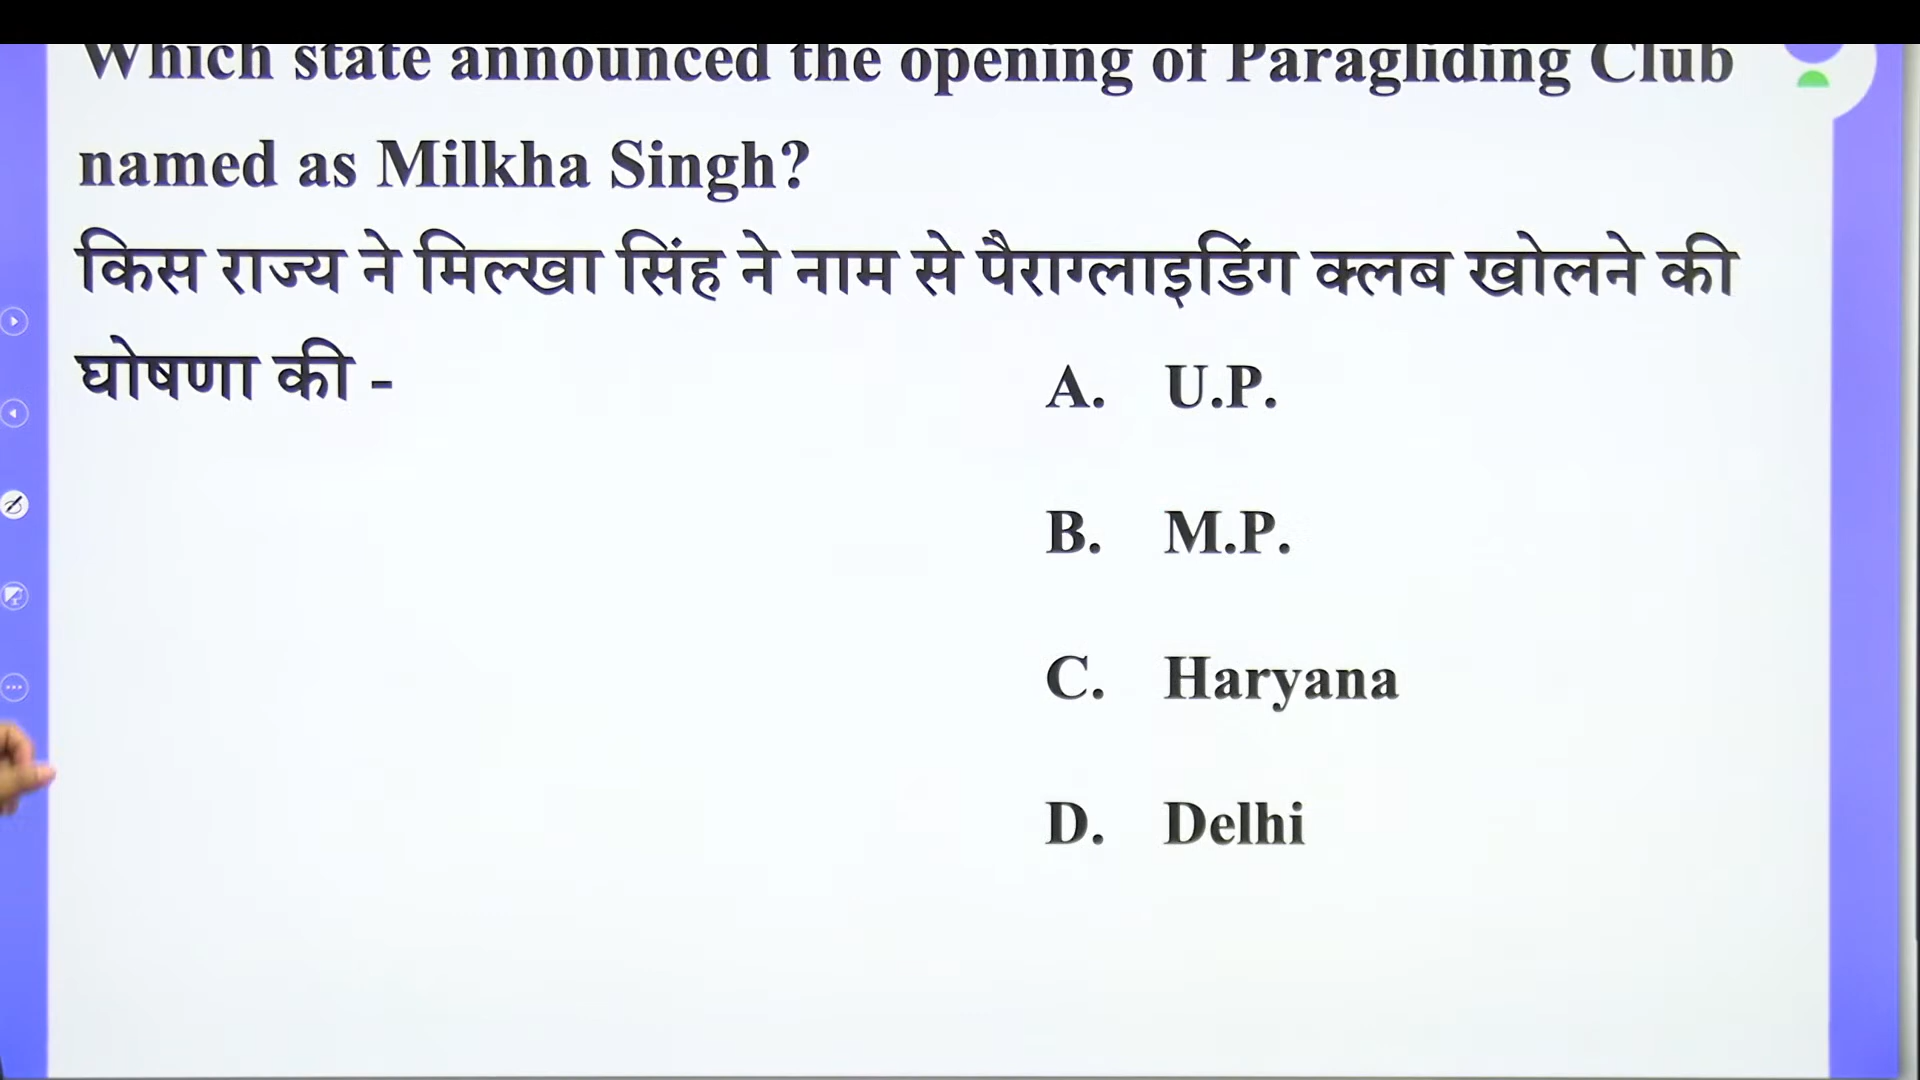 Which state announced the opening of Paragliding Club
named as Milkha Singh?
किस राज्य ने मिल्खा सिंह ने नाम से पैराग्लाइडिंग क्लब खोलने की
घोषणा की -
A. U.P.
B. M.P.
C. Haryana
D. Delhi